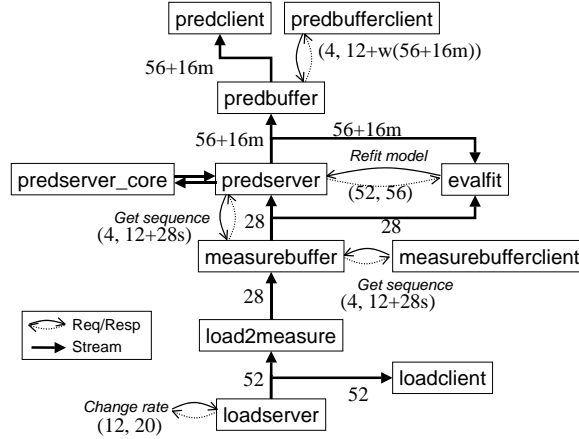 predclient
predbufferclient
56+16m
(4, 12+w(56+16m))
predbuffer
56+16m
56+16m
Refit model
predserver_core
predserver
evalfit
(52, 56)
Get sequence
(4, 12+28s)
28
28
measurebuffer
measurebufferclient
Get sequence
(4, 12+28s)
28
Req/Resp
Stream
load2measure
52
loadclient
52
Change rate
(12, 20)
loadserver